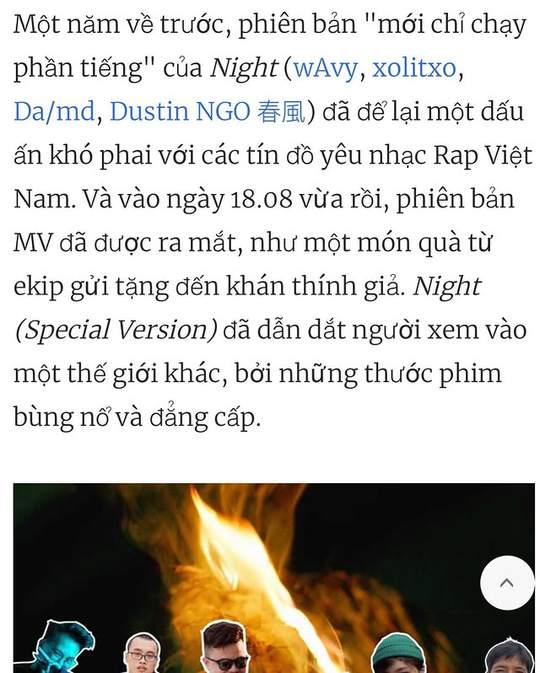 Một năm về trước, phiên bản "mới chỉ chạy
phần tiếng" của Night (wAvy, xolitxo,
Da/md, Dustin NGO 春風) đã để lại một dấu
ấn khó phai với các tín đồ yêu nhạc Rap Việt
Nam. Và vào ngày 18.08 vừa rồi, phiên bản
MV đã được ra mắt, như một món quà từ
ekip gửi tặng đến khán thính giả. Night
(Special Version) đã dẫn dắt người xem vào
một thế giới khác, bởi những thước phim
bùng nổ và đẳng cấp.